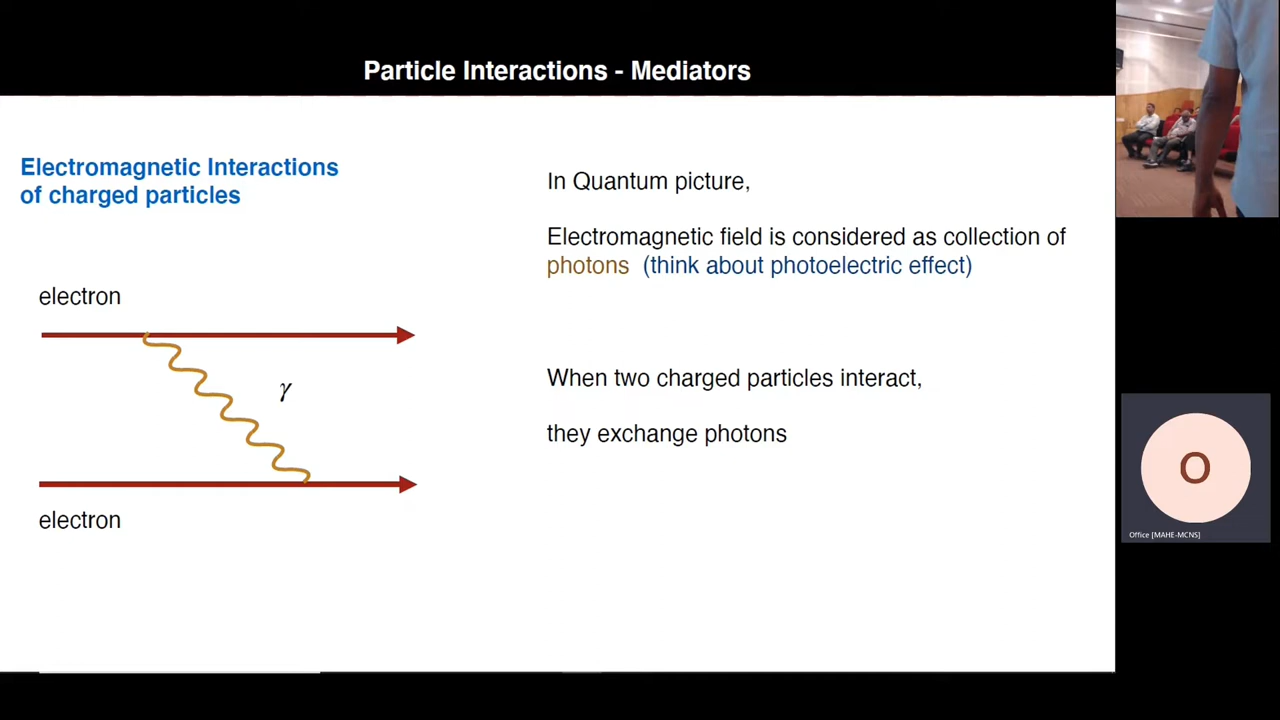 Particle Interactions - Mediators
Electromagnetic Interactions
of charged particles
electron
γ
electron
In Quantum picture,
Electromagnetic field is considered as collection of
photons (think about photoelectric effect)
When two charged particles interact,
they exchange photons
O
Office [MAHE-MCNS]